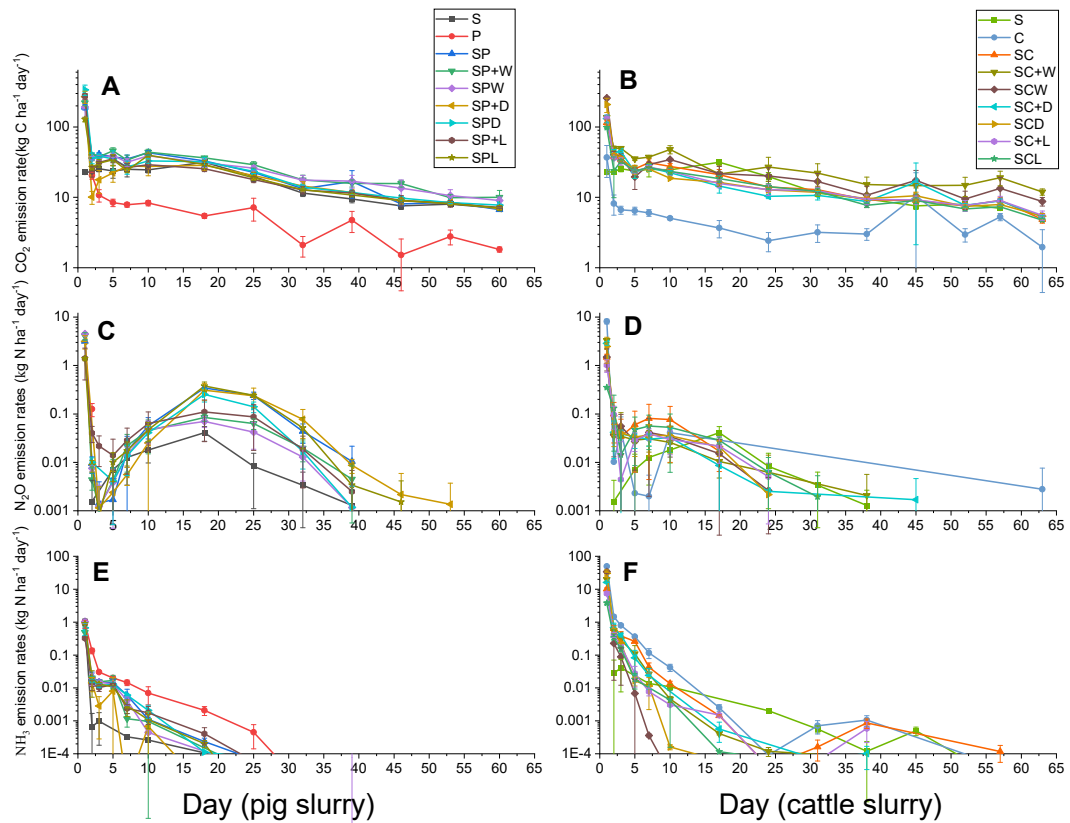 S
P
SP
SP+W
SPW
SP+D
SPD
SP+L
SPL
S
C
SC
SC+W
SCW
SC+D
SCD
SC+L
SCL
A
B
CO₂ emission rate(kg C ha⁻¹ day⁻¹)
100
10
1
0 5 10 15 20 25 30 35 40 45 50 55 60 65
100
10
1
0 5 10 15 20 25 30 35 40 45 50 55 60 65
C
D
N₂O emission rates (kg N ha⁻¹ day⁻¹)
10
1
0.1
0.01
0.001
0 5 10 15 20 25 30 35 40 45 50 55 60 65
10
1
0.1
0.01
0.001
0 5 10 15 20 25 30 35 40 45 50 55 60 65
E
F
NH₃ emission rates (kg N ha⁻¹ day⁻¹)
100
10
1
0.1
0.01
0.001
1E-4
0 5 10 15 20 25 30 35 40 45 50 55 60 65
100
10
1
0.1
0.01
0.001
1E-4
0 5 10 15 20 25 30 35 40 45 50 55 60 65
Day (pig slurry)
Day (cattle slurry)